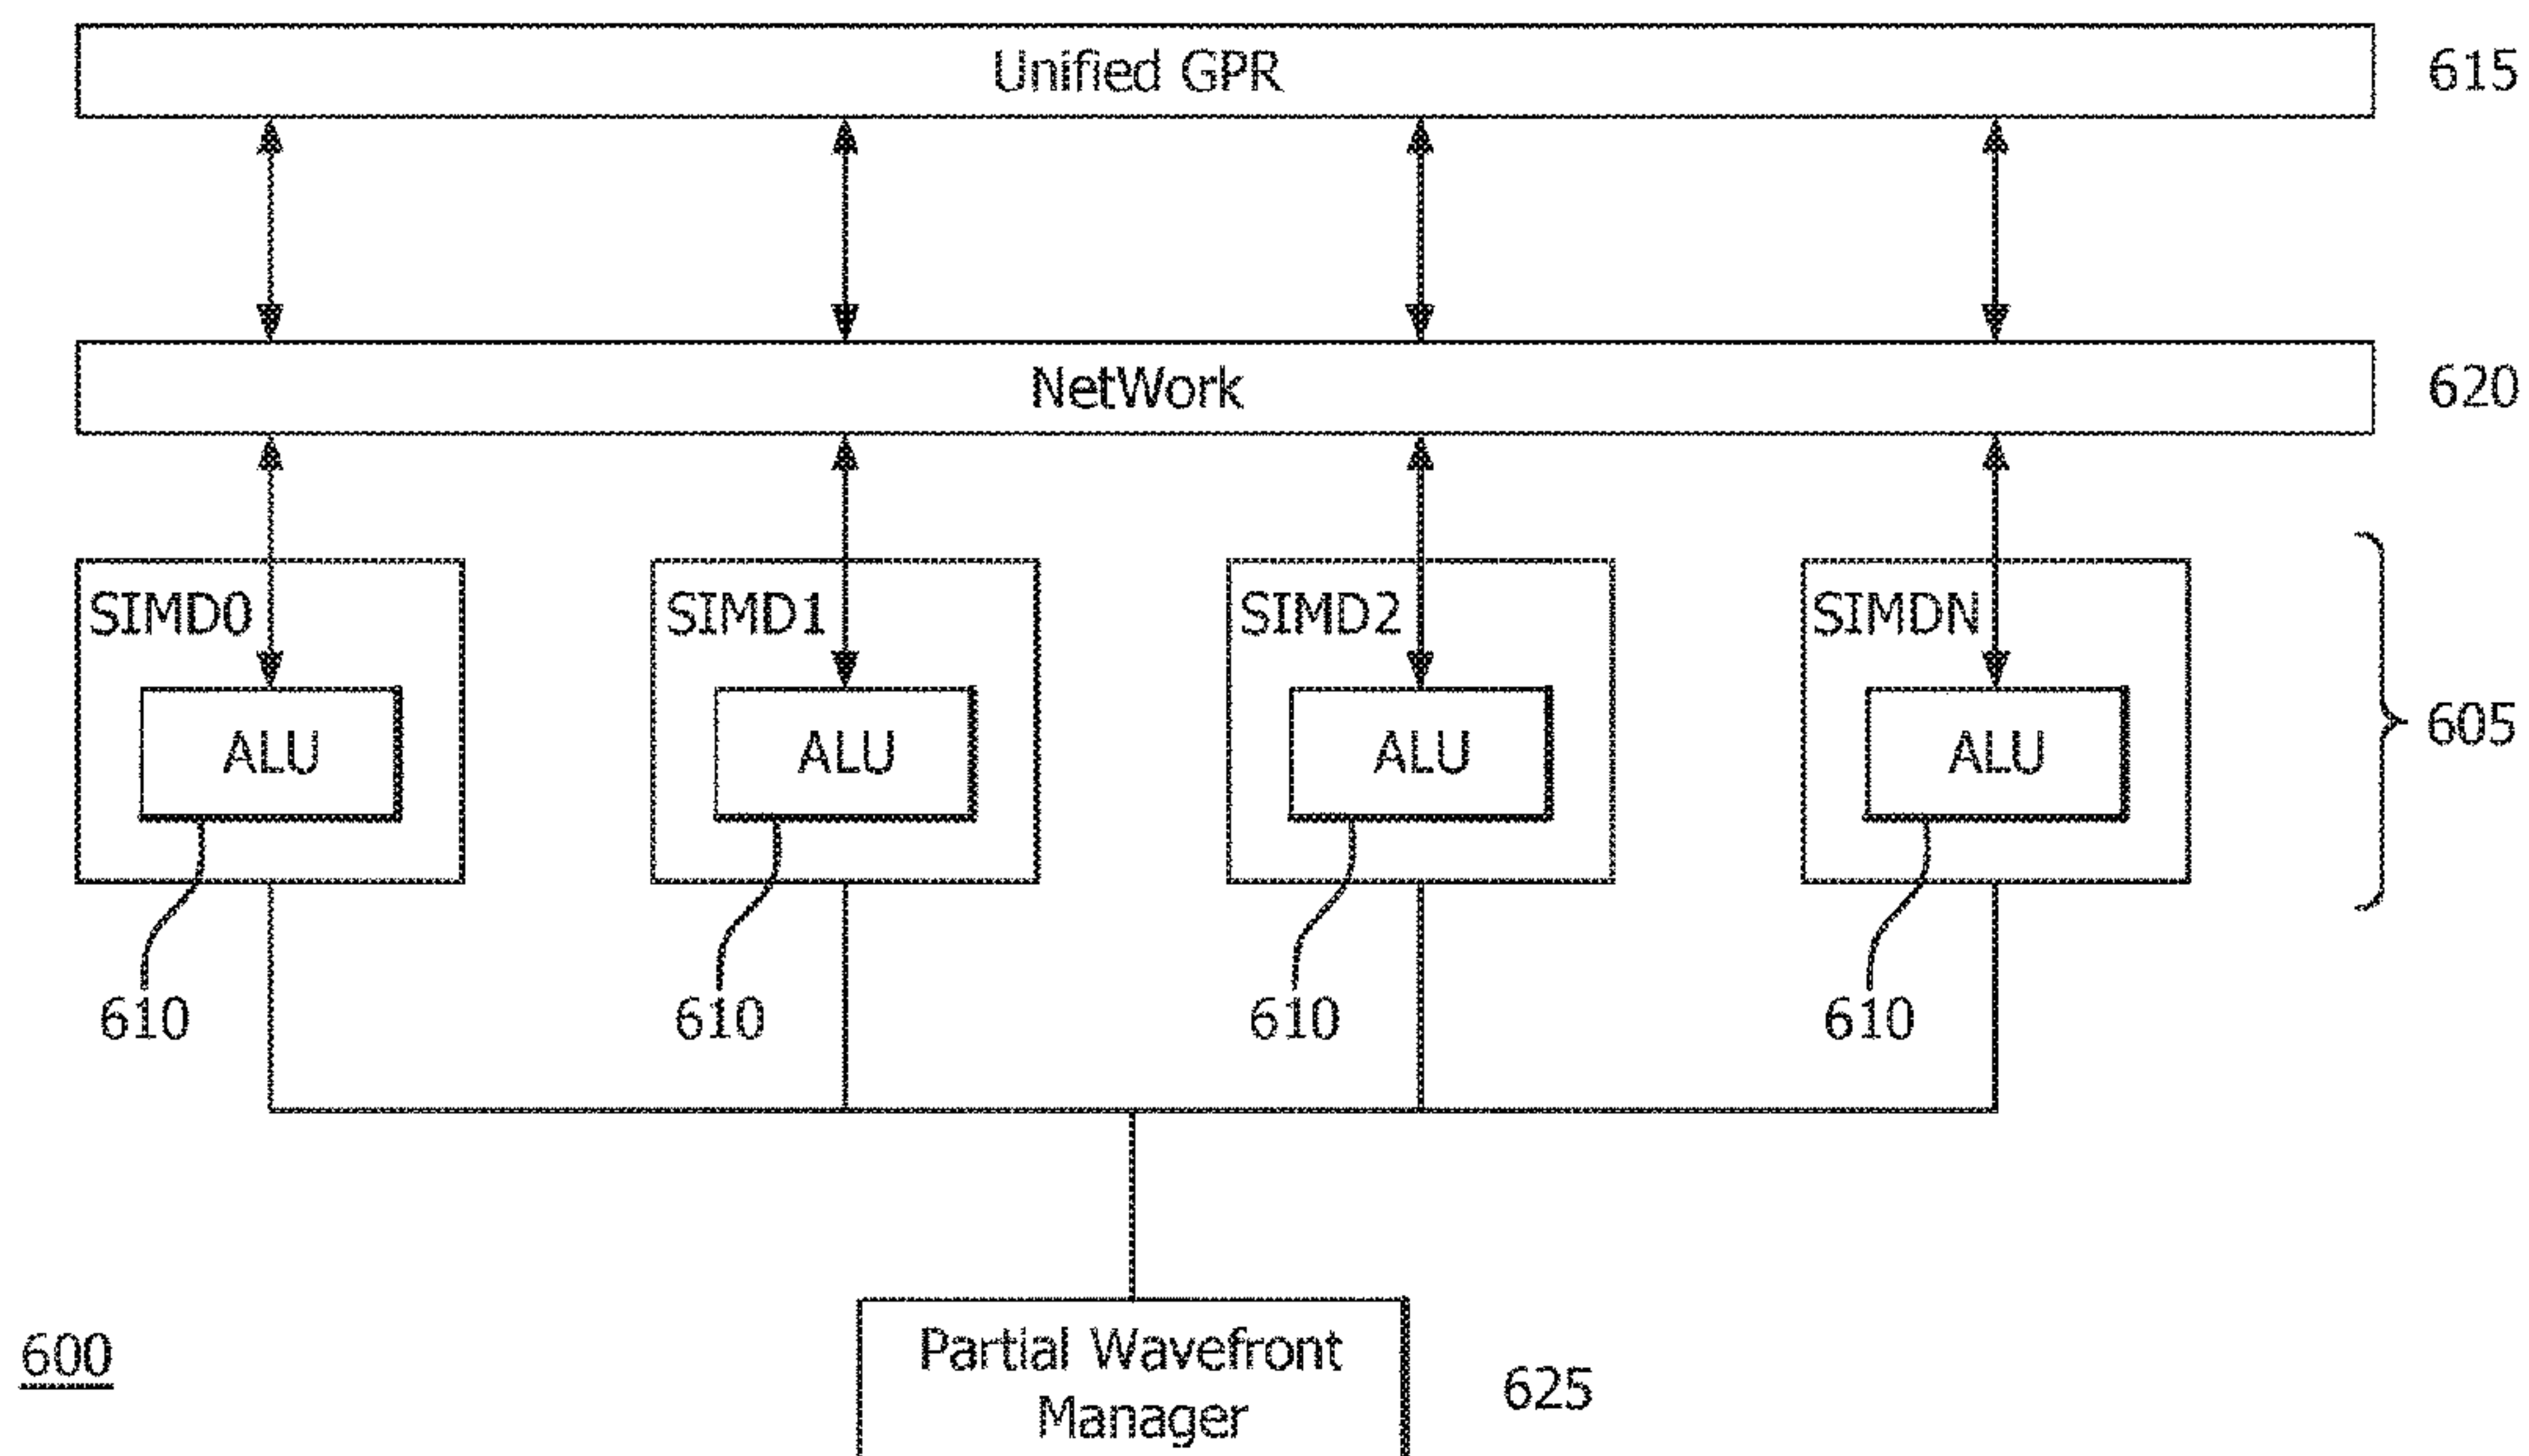 Unified GPR
615
NetWork
620
SIMD0
SIMD1
SIMD2
SIMDN
ALU
ALU
ALU
ALU
605
610
610
610
610
600
Partial Wavefront
Manager
625